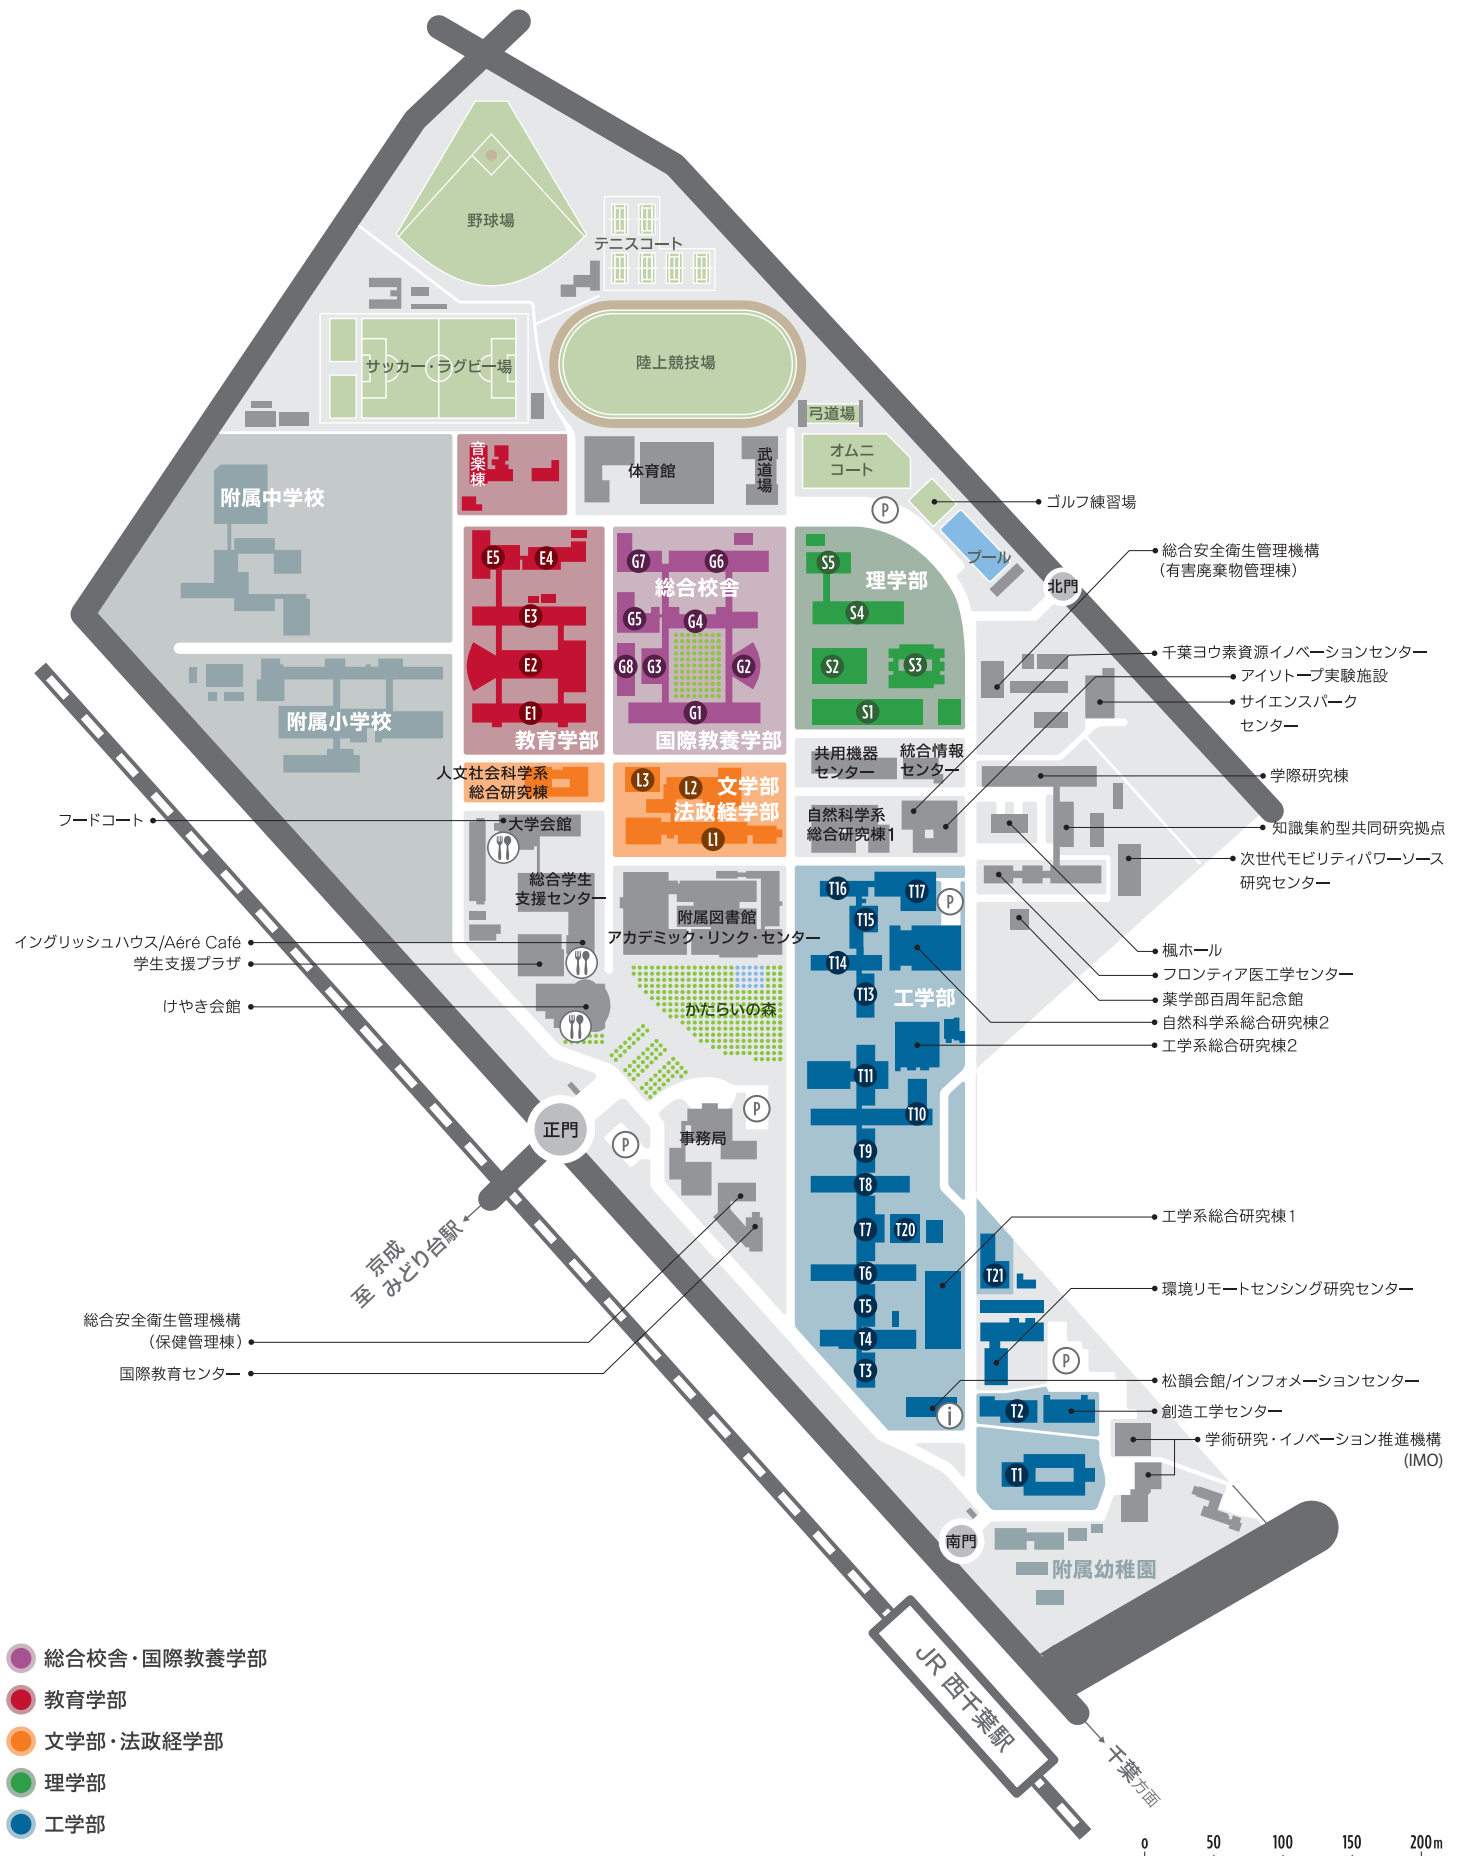 野球場
テニスコート
サッカー・ラグビー場
陸上競技場
弓道場
オムニ
コート
音楽棟
体育館
武道場
P
附属中学校
ゴルフ練習場
プール
北門
総合安全衛生管理機構
(有害廃棄物管理棟)
E5
E4
E3
E2
E1
教育学部
G7
G6
総合校舎
G5
G4
G8
G3
G2
G1
国際教養学部
S5
理学部
S4
S2
S3
S1
千葉ヨウ素資源イノベーションセンター
アイソトープ実験施設
サイエンスパーク
センター
附属小学校
共用機器
センター
統合情報
センター
学際研究棟
人文社会科学系
総合研究棟
L3
L2
文学部
法政経学部
L1
自然科学系
総合研究棟1
フードコート
大学会館
知識集約型共同研究拠点
次世代モビリティパワーソース
研究センター
総合学生
支援センター
附属図書館
アカデミック・リンク・センター
T16
T17
P
T15
T14
T13
工学部
イングリッシュハウス/Aéré Café
学生支援プラザ
けやき会館
かたらいの森
楓ホール
フロンティア医工学センター
薬学部百周年記念館
自然科学系総合研究棟2
工学系総合研究棟2
T11
T10
P
正門
P
事務局
T9
T8
T7
T20
T6
T5
T4
T3
工学系総合研究棟1
T21
環境リモートセンシング研究センター
P
至 京成
みどり台駅
総合安全衛生管理機構
(保健管理棟)
国際教育センター
松韻会館/インフォメーションセンター
i
T2
創造工学センター
学術研究・イノベーション推進機構
(IMO)
T1
南門
附属幼稚園
JR 西千葉駅
千葉方面
総合校舎・国際教養学部
教育学部
文学部・法政経学部
理学部
工学部
0 50 100 150 200m